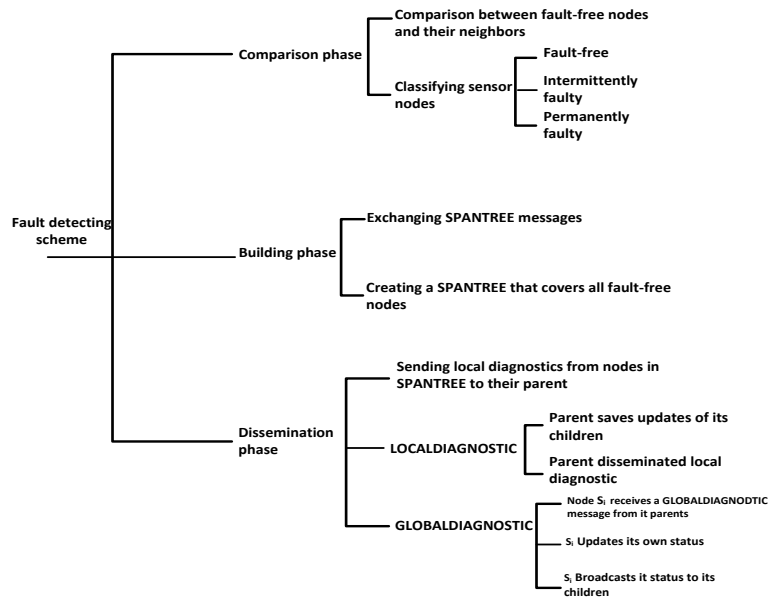 Fault detecting
scheme
Comparison phase
Comparison between fault-free nodes
and their neighbors
Classifying sensor
nodes
Fault-free
Intermittently
faulty
Permanently
faulty
Building phase
Exchanging SPANTREE messages
Creating a SPANTREE that covers all fault-free
nodes
Dissemination
phase
Sending local diagnostics from nodes in
SPANTREE to their parent
LOCALDIAGNOSTIC
Parent saves updates of its
children
Parent disseminated local
diagnostic
GLOBALDIAGNOSTIC
Node Si receives a GLOBALDIAGNODTIC
message from it parents
Si Updates its own status
Si Broadcasts it status to its
children